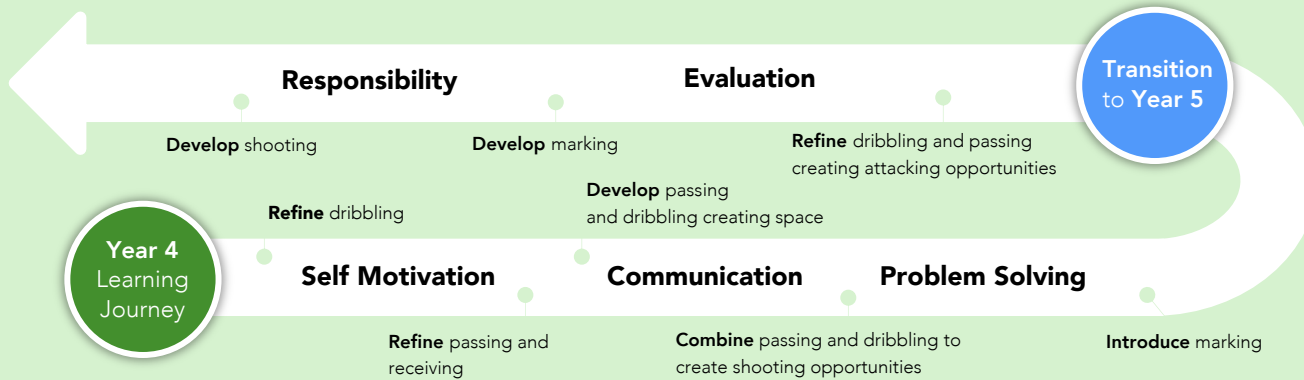 Responsibility
Evaluation
Transition
to Year 5
Develop shooting
Develop marking
Refine dribbling and passing
creating attacking opportunities
Refine dribbling
Develop passing
and dribbling creating space
Year 4
Learning
Journey
Self Motivation
Communication
Problem Solving
Refine passing and
receiving
Combine passing and dribbling to
create shooting opportunities
Introduce marking